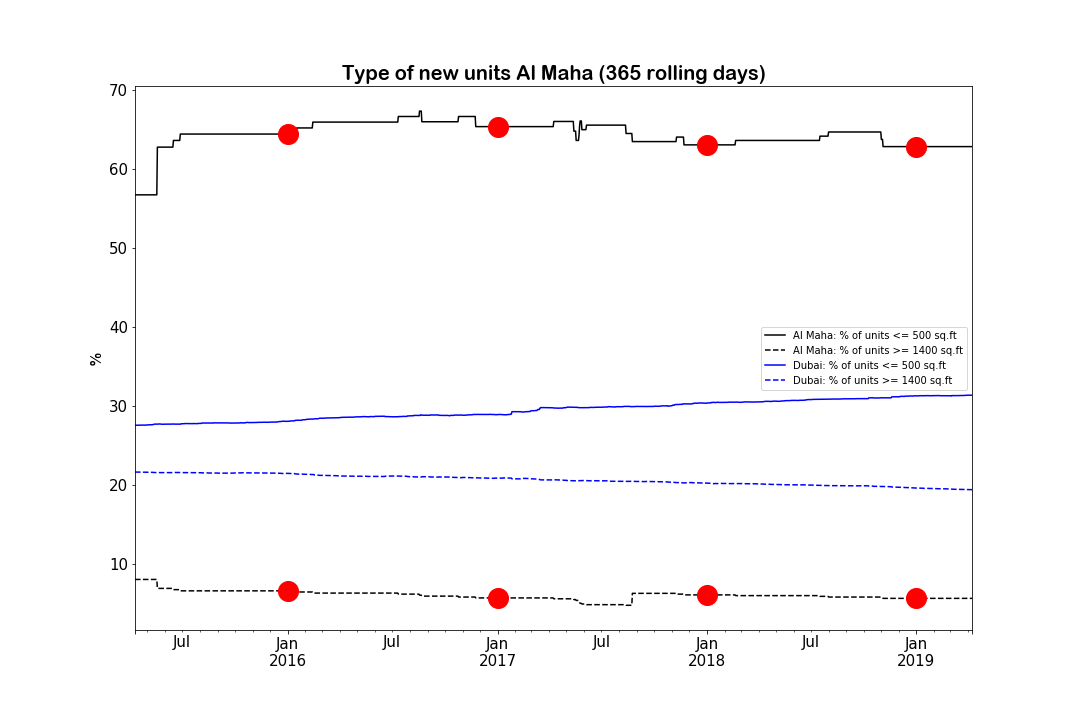 Type of new units Al Maha (365 rolling days)
70
60
50
40
30
20
10
%
Al Maha: % of units <= 500 sq.ft
Al Maha: % of units >= 1400 sq.ft
Dubai: % of units <= 500 sq.ft
Dubai: % of units >= 1400 sq.ft
Jul Jan Jul Jan Jul Jan Jul Jan
2016 2017 2018 2019